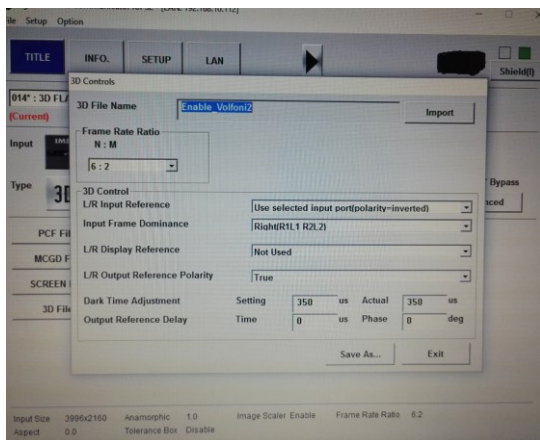 File Setup Option
TITLE INFO. SETUP LAN
Shield(I)
3D Controls
014* : 3D FL
(Current)
3D File Name Enable_Volfoni2 Import
Frame Rate Ratio
N : M
6 : 2
Input
Type 3D
Bypass
3D Control
L/R Input Reference Use selected input port(polarity=inverted)
Input Frame Dominance Right(R1L1 R2L2)
L/R Display Reference Not Used
L/R Output Reference Polarity True
Dark Time Adjustment Setting 350 us Actual 350 us
Output Reference Delay Time 0 us Phase 0 deg
Save As... Exit
PCF Fil
MCGD F
SCREEN
3D File
Input Size 3996x2160 Anamorphic 1.0 Image Scaler Enable Frame Rate Ratio 6:2
Aspect 0.0 Tolerance Box Disable